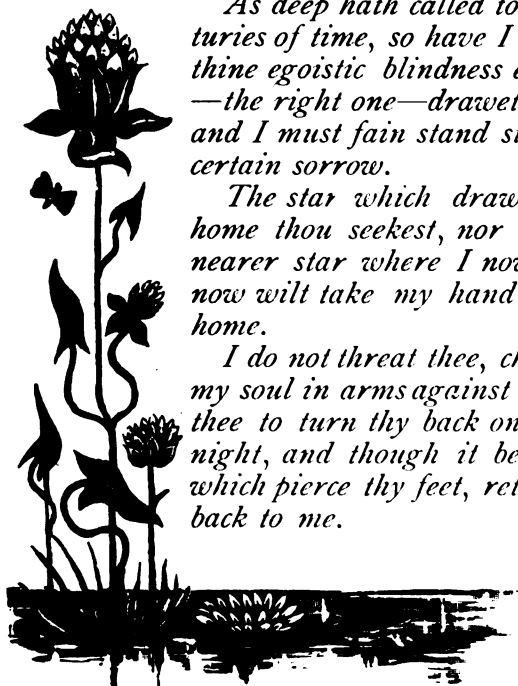 As deep hath called to
turies of time, so have I
thine egoistic blindness
—the right one—drawet
and I must fain stand
certain sorrow.
The star which draw
home thou seekest, nor
nearer star where I now
now wilt take my hand
home.
I do not threat thee,
my soul in arms against
thee to turn thy back on
night, and though it be
which pierce thy feet, ret
back to me.